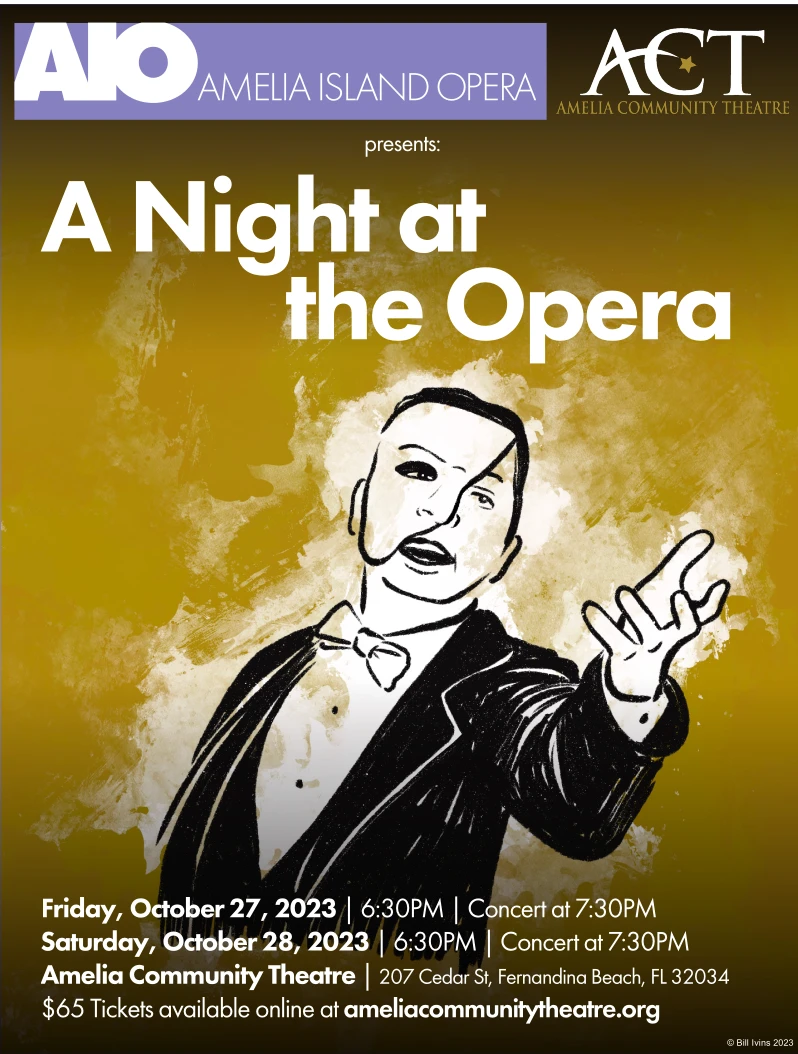 AIO AMELIA ISLAND OPERA
ACT
AMELIA COMMUNITY THEATRE
presents:
A Night at
the Opera
Friday, October 27, 2023 | 6:30PM | Concert at 7:30PM
Saturday, October 28, 2023 | 6:30PM | Concert at 7:30PM
Amelia Community Theatre | 207 Cedar St, Fernandina Beach, FL 32034
$65 Tickets available online at ameliacommunitytheatre.org
© Bill Ivins 2023